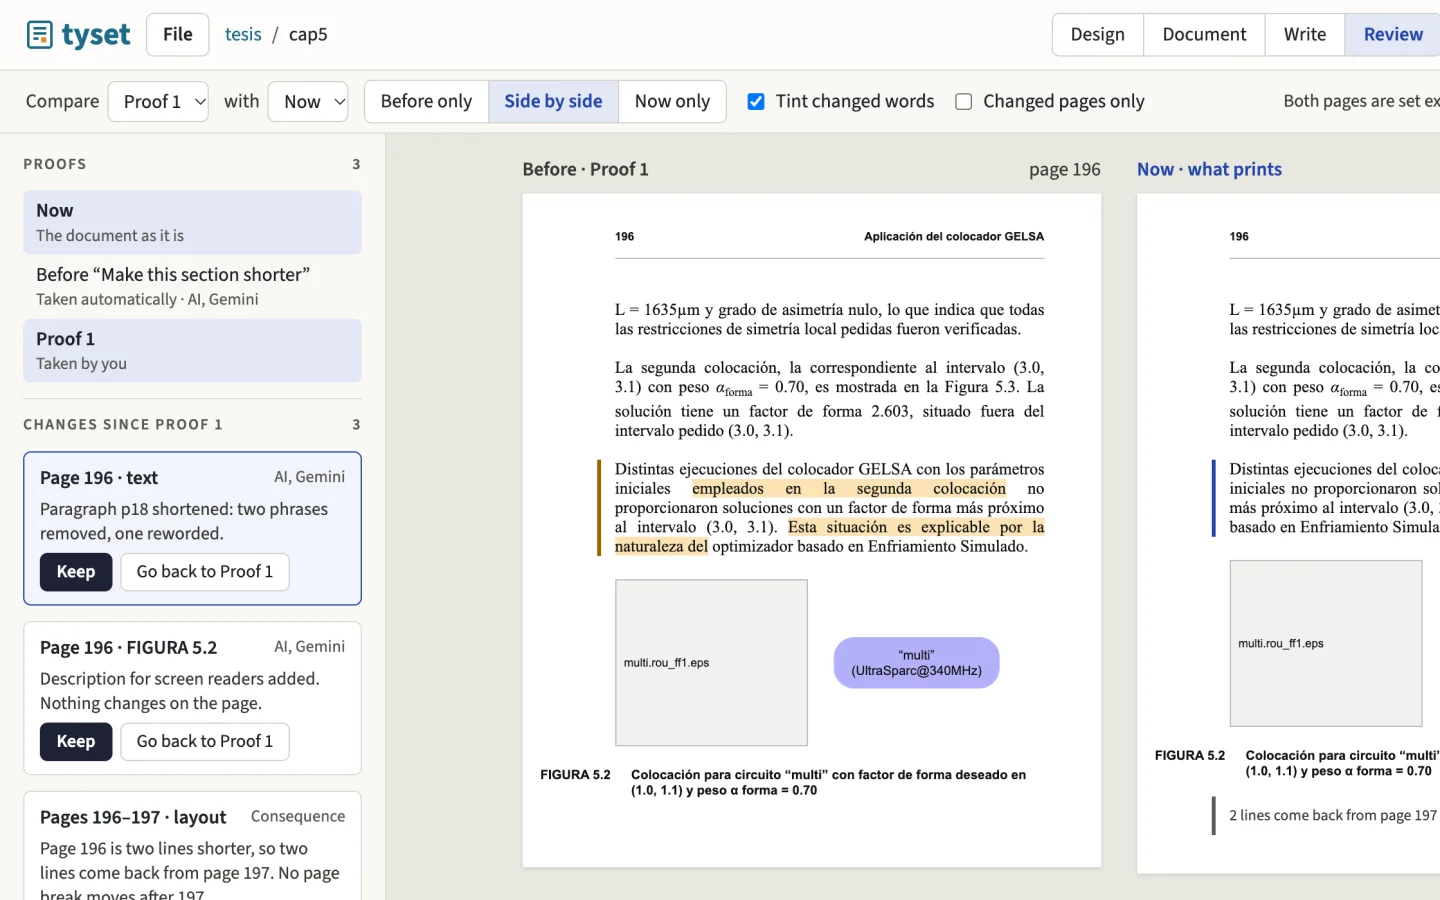 tyset
File
tesis / cap5
Design
Document
Write
Review
Compare
Proof 1
with
Now
Before only
Side by side
Now only
Tint changed words
Changed pages only
Both pages are set
PROOFS 3
Now
The document as it is
Before “Make this section shorter”
Taken automatically · AI, Gemini
Proof 1
Taken by you
CHANGES SINCE PROOF 1 3
Page 196 · text AI, Gemini
Paragraph p18 shortened: two phrases
removed, one reworded.
Keep
Go back to Proof 1
Page 196 · FIGURA 5.2 AI, Gemini
Description for screen readers added.
Nothing changes on the page.
Keep
Go back to Proof 1
Pages 196–197 · layout Consequence
Page 196 is two lines shorter, so two
lines come back from page 197. No page
break moves after 197.
Before · Proof 1 page 196
196 Aplicación del colocador GELSA
L = 1635µm y grado de asimetría nulo, lo que indica que todas
las restricciones de simetría local pedidas fueron verificadas.
La segunda colocación, la correspondiente al intervalo (3.0,
3.1) con peso αforma = 0.70, es mostrada en la Figura 5.3. La
solución tiene un factor de forma 2.603, situado fuera del
intervalo pedido (3.0, 3.1).
Distintas ejecuciones del colocador GELSA con los parámetros
iniciales empleados en la segunda colocación no
proporcionaron soluciones con un factor de forma más próximo
al intervalo (3.0, 3.1). Esta situación es explicable por la
naturaleza del optimizador basado en Enfriamiento Simulado.
multi.rou_ff1.eps
“multi”
(UltraSparc@340MHz)
FIGURA 5.2 Colocación para circuito “multi” con factor de forma deseado en
(1.0, 1.1) y peso α forma = 0.70
Now · what prints
196
L = 1635µm y grado de
las restricciones de simetría
La segunda colocación, la
3.1) con peso αforma = 0.70,
solución tiene un factor de
intervalo pedido (3.0, 3.1).
Distintas ejecuciones del
iniciales no proporcionaron
más próximo al intervalo (3.0,
basado en Enfriamiento
multi.rou_ff1.eps
FIGURA 5.2 Colocación para circuito “multi”
(1.0, 1.1) y peso α forma = 0.70
2 lines come back from page 197